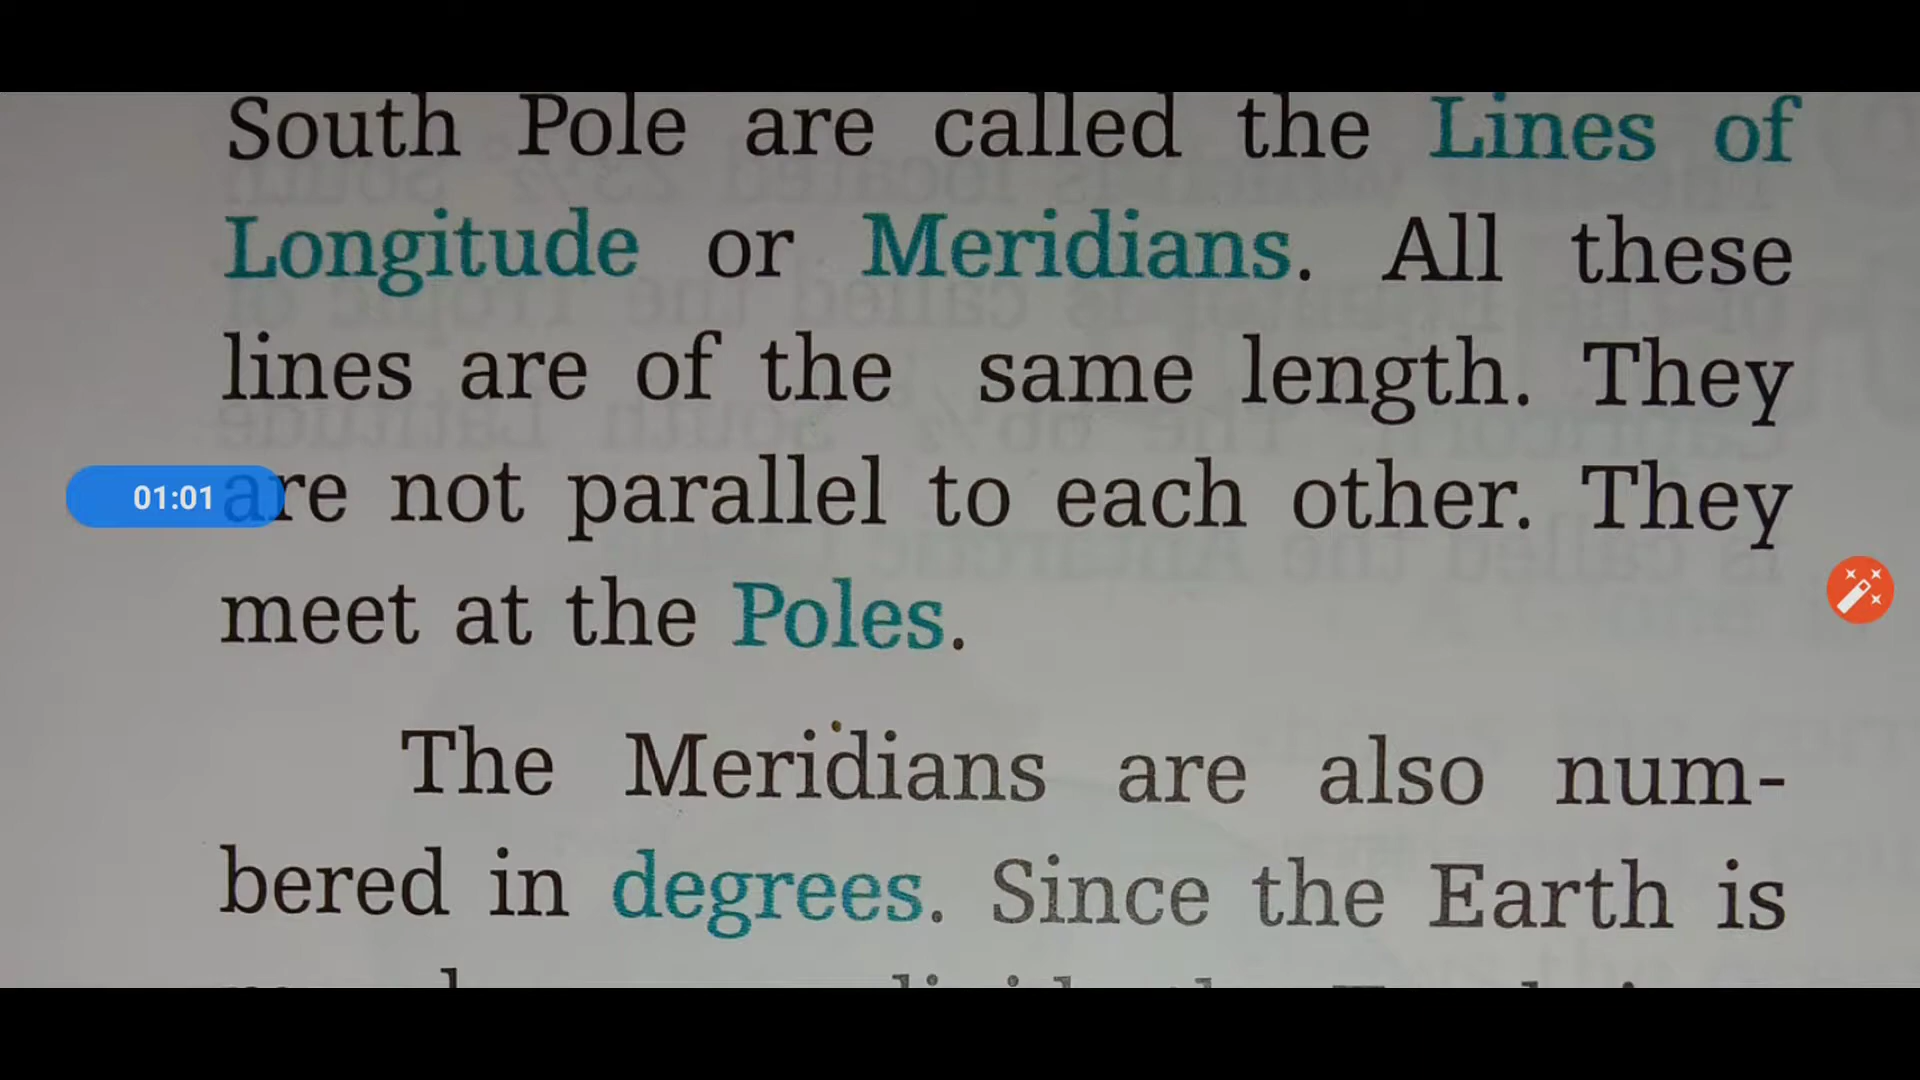 South Pole are called the Lines of
Longitude or Meridians. All these
lines are of the same length. They
are not parallel to each other. They
01:01
meet at the Poles.
The Meridians are also num-
bered in degrees. Since the Earth is